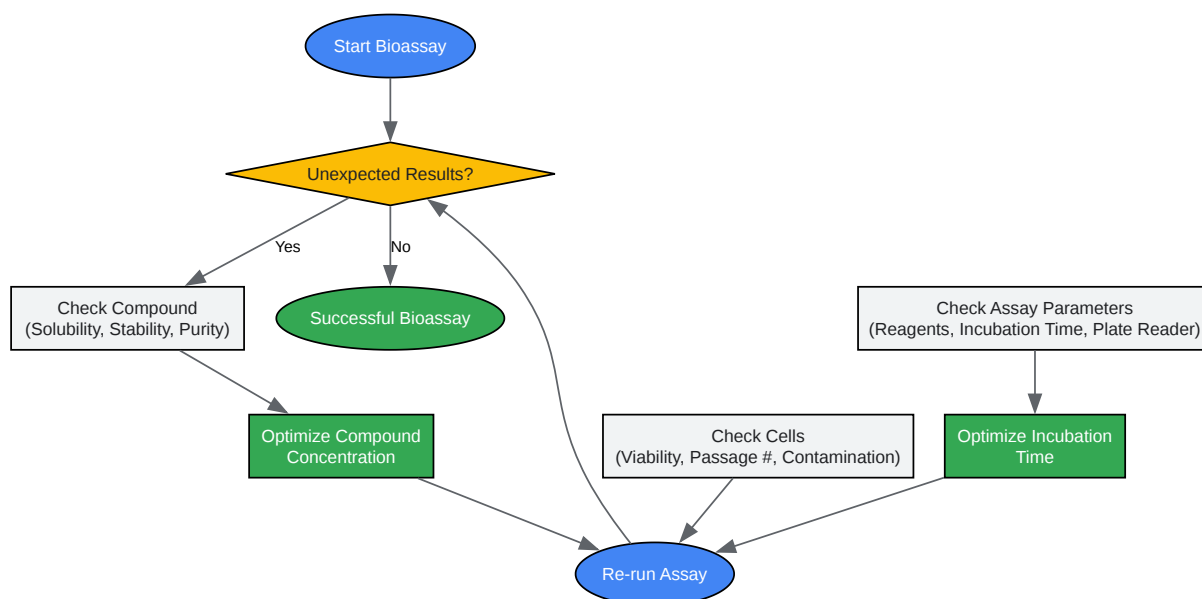 Start Bioassay
Unexpected Results?
Yes
No
Check Compound
(Solubility, Stability, Purity)
Successful Bioassay
Check Assay Parameters
(Reagents, Incubation Time, Plate Reader)
Optimize Compound
Concentration
Check Cells
(Viability, Passage #, Contamination)
Optimize Incubation
Time
Re-run Assay